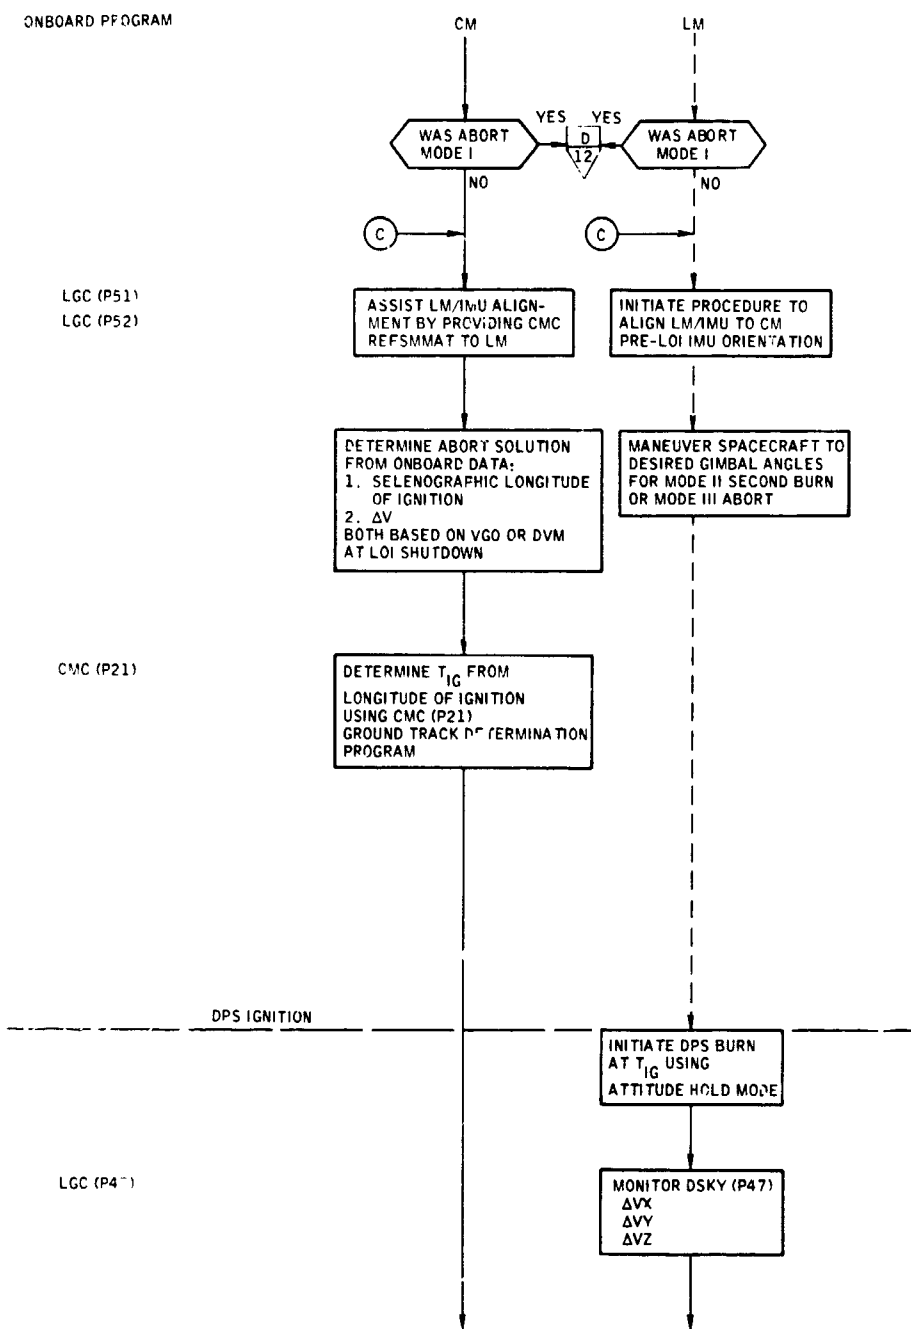 ONBOARD PROGRAM
CM
LM
YES
YES
WAS ABORT
MODE I
D
12
WAS ABORT
MODE I
NO
NO
C
C
LGC (P51)
LGC (P52)
ASSIST LM/IMU ALIGN-
MENT BY PROVIDING CMC
REFSMMAT TO LM
INITIATE PROCEDURE TO
ALIGN LM/IMU TO CM
PRE-LOI IMU ORIENTATION
DETERMINE ABORT SOLUTION
FROM ONBOARD DATA:
1. SELENOGRAPHIC LONGITUDE
OF IGNITION
2. ΔV
BOTH BASED ON VGO OR DVM
AT LOI SHUTDOWN
MANEUVER SPACECRAFT TO
DESIRED GIMBAL ANGLES
FOR MODE II SECOND BURN
OR MODE III ABORT
CMC (P21)
DETERMINE TIG FROM
LONGITUDE OF IGNITION
USING CMC (P21)
GROUND TRACK DETERMINATION
PROGRAM
DPS IGNITION
INITIATE DPS BURN
AT TIG USING
ATTITUDE HOLD MODE
LGC
MONITOR DSKY (P47)
ΔVX
ΔVY
ΔVZ